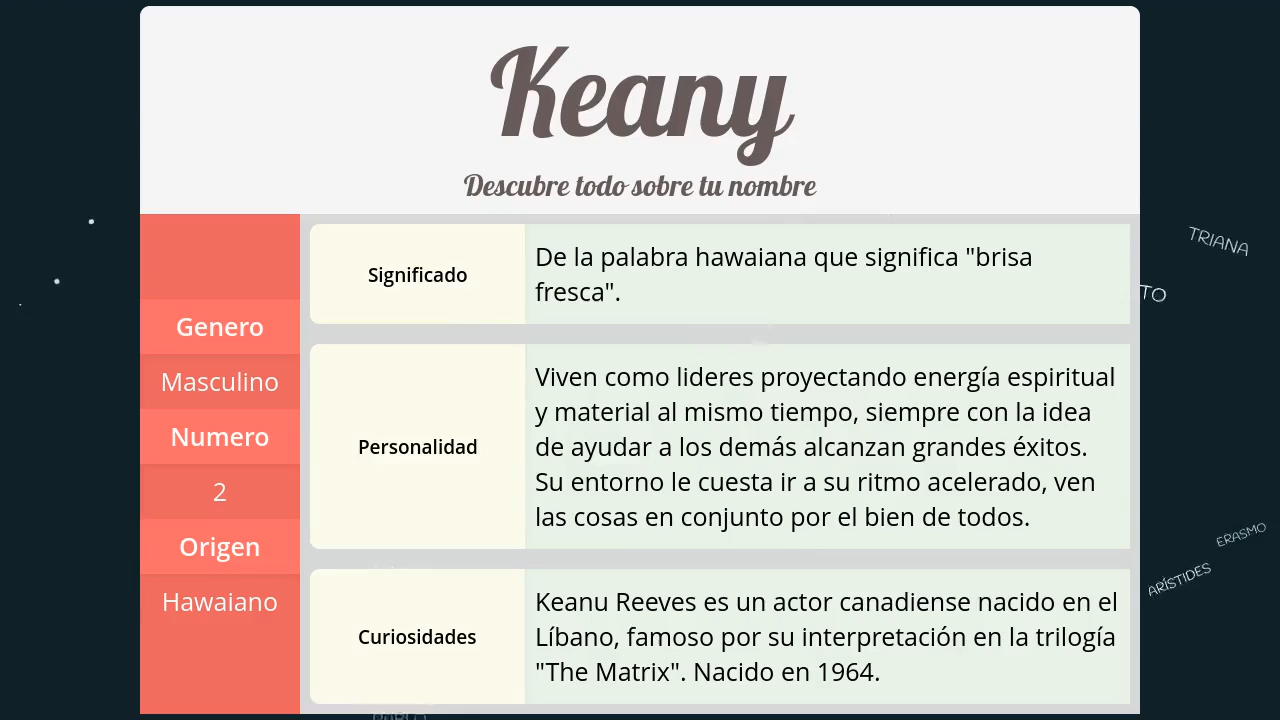 Keany
Descubre todo sobre tu nombre
Genero
Masculino
Numero
2
Origen
Hawaiano
Significado
De la palabra hawaiana que significa "brisa
fresca".
Personalidad
Viven como lideres proyectando energía espiritual
y material al mismo tiempo, siempre con la idea
de ayudar a los demás alcanzan grandes éxitos.
Su entorno le cuesta ir a su ritmo acelerado, ven
las cosas en conjunto por el bien de todos.
Curiosidades
Keanu Reeves es un actor canadiense nacido en el
Líbano, famoso por su interpretación en la trilogía
"The Matrix". Nacido en 1964.
TRIANA
TO
ERASMO
ARÍSTIDES